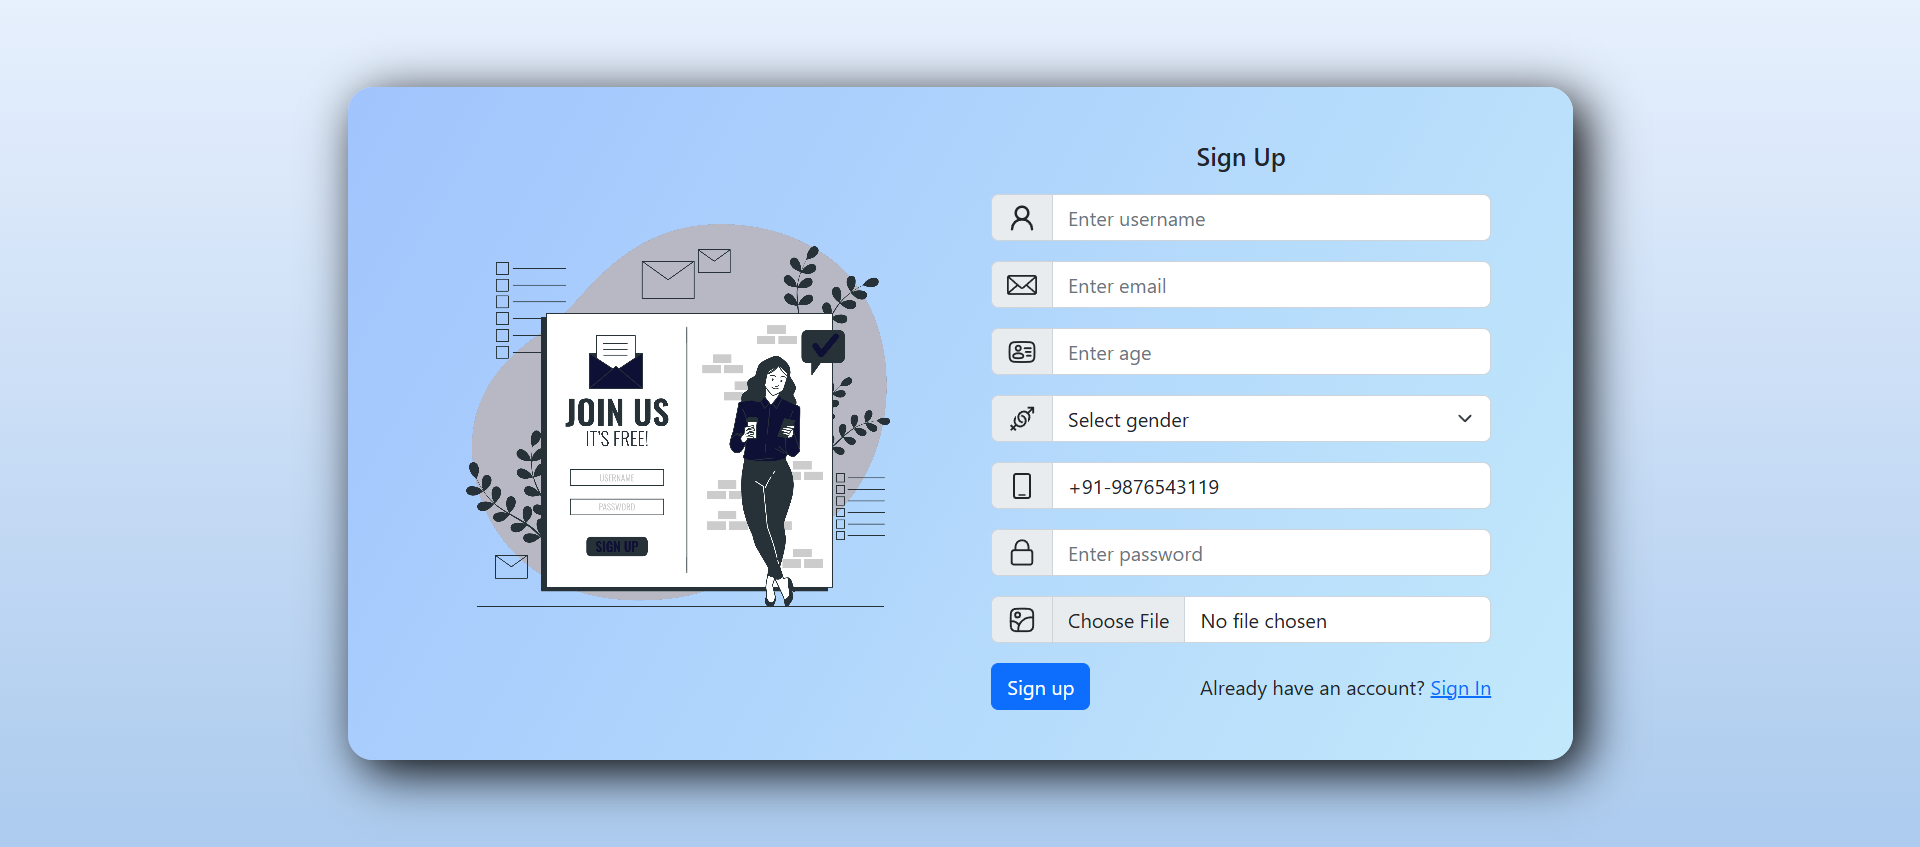 JOIN US
IT'S FREE!
USERNAME
PASSWORD
SIGN UP
Sign Up
Enter username
Enter email
Enter age
Select gender
+91-9876543119
Enter password
Choose File No file chosen
Sign up Already have an account? Sign In